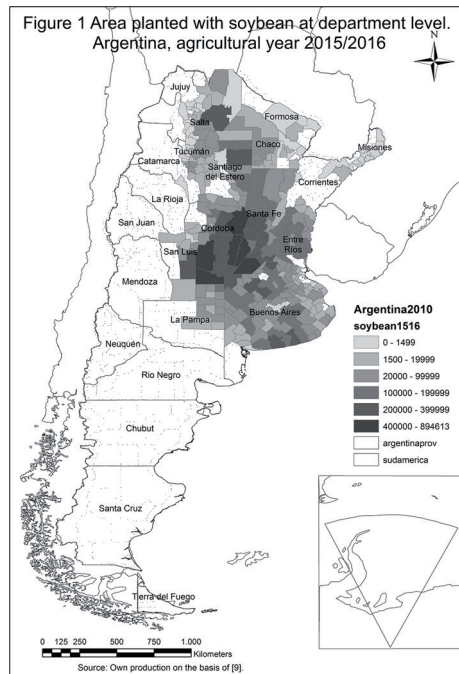 Figure 1 Area planted with soybean at department level.
Argentina, agricultural year 2015/2016
N
Jujuy
Formosa
Salta
Chaco
Misiones
Tucumán
Catamarca
Santiago
del Estero
Corrientes
La Rioja
Santa Fe
San Juan
Cordoba
Entre
Ríos
San Luis
Mendoza
Buenos Aires
La Pampa
Neuquén
Rio Negro
Chubut
Santa Cruz
Tierra del Fuego
Argentina2010
soybean1516
0 - 1499
1500 - 19999
20000 - 99999
100000 - 199999
200000 - 399999
400000 - 894613
argentinaprov
sudamerica
0 125 250 500 750 1.000
Kilometers
Source: Own production on the basis of [9].